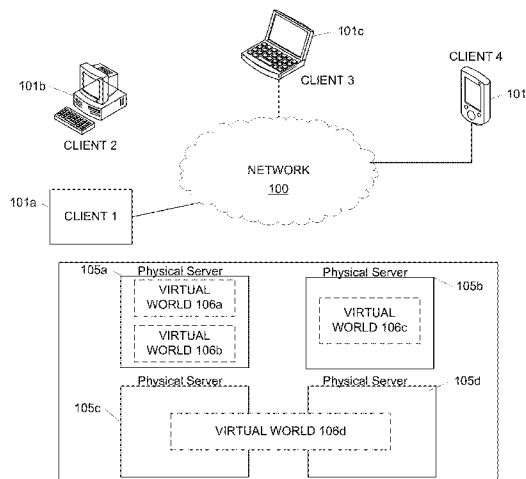 101c
CLIENT 3
CLIENT 4
101b
101
CLIENT 2
NETWORK
100
101a
CLIENT 1
105a
Physical Server
Physical Server
105b
VIRTUAL
WORLD 106a
VIRTUAL
WORLD 106b
VIRTUAL
WORLD 106c
Physical Server
Physical Server
105c
105d
VIRTUAL WORLD 106d